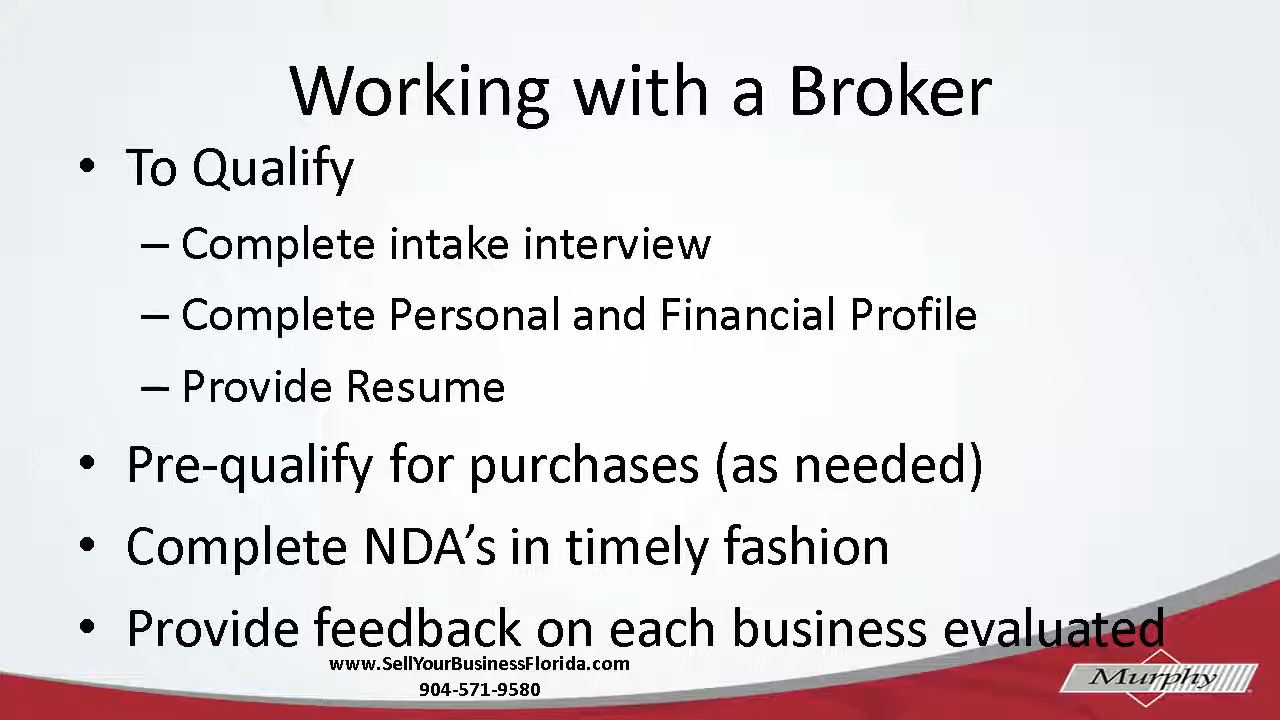 Working with a Broker
• To Qualify
– Complete intake interview
– Complete Personal and Financial Profile
– Provide Resume
• Pre-qualify for purchases (as needed)
• Complete NDA’s in timely fashion
• Provide feedback on each business evaluated
www.SellYourBusinessFlorida.com
904-571-9580
Murphy